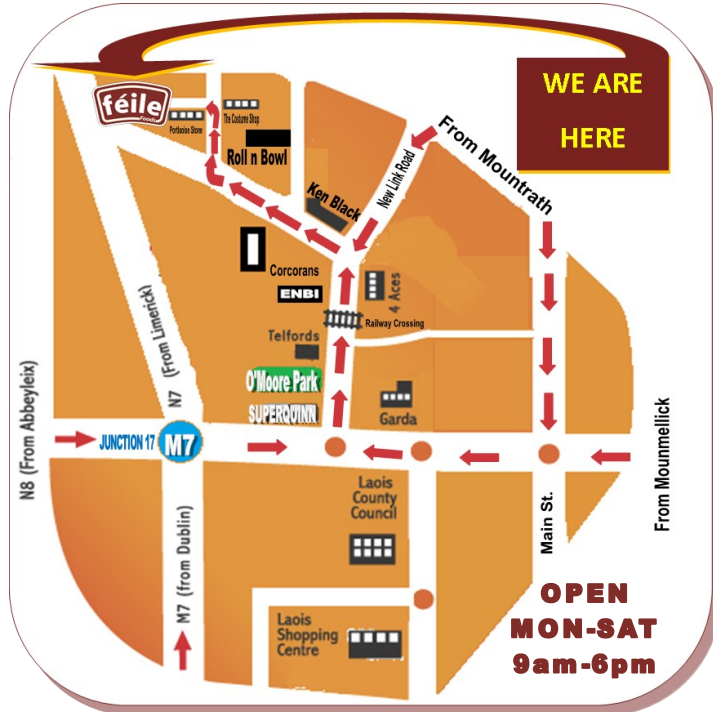 WE ARE
HERE
féile
Foods
Portlaoise Stone
The Costume Shop
Roll n Bowl
From Mountrath
New Link Road
Ken Black
Corcorans
ENBI
4 Aces
Railway Crossing
Telfords
O'Moore Park
SUPERQUINN
Garda
N7 (From Limerick)
N8 (From Abbeyleix)
JUNCTION 17
M7
From Mounmellick
Laois
County
Council
Main St.
M7 (from Dublin)
Laois
Shopping
Centre
OPEN
MON-SAT
9am-6pm